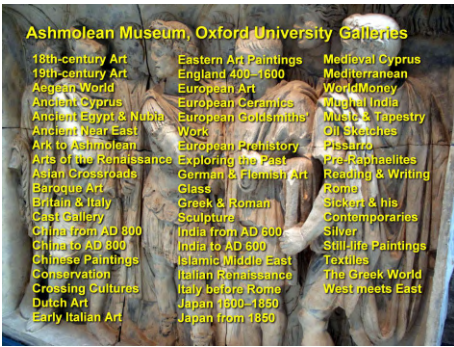 Ashmolean Museum, Oxford University Galleries
18th-century Art
19th-century Art
Aegean World
Ancient Cyprus
Ancient Egypt & Nubia
Ancient Near East
Ark to Ashmolean
Arts of the Renaissance
Asian Crossroads
Baroque Art
Britain & Italy
Cast Gallery
China from AD 800
China to AD 800
Chinese Paintings
Conservation
Crossing Cultures
Dutch Art
Early Italian Art
Eastern Art Paintings
England 400–1600
European Art
European Ceramics
European Goldsmiths'
Work
European Prehistory
Exploring the Past
German & Flemish Art
Glass
Greek & Roman
Sculpture
India from AD 600
India to AD 600
Islamic Middle East
Italian Renaissance
Italy before Rome
Japan 1600–1850
Japan from 1850
Medieval Cyprus
Mediterranean
WorldMoney
Mughal India
Music & Tapestry
Oil Sketches
Pissarro
Pre-Raphaelites
Reading & Writing
Rome
Sickert & his
Contemporaries
Silver
Still-life Paintings
Textiles
The Greek World
West meets East